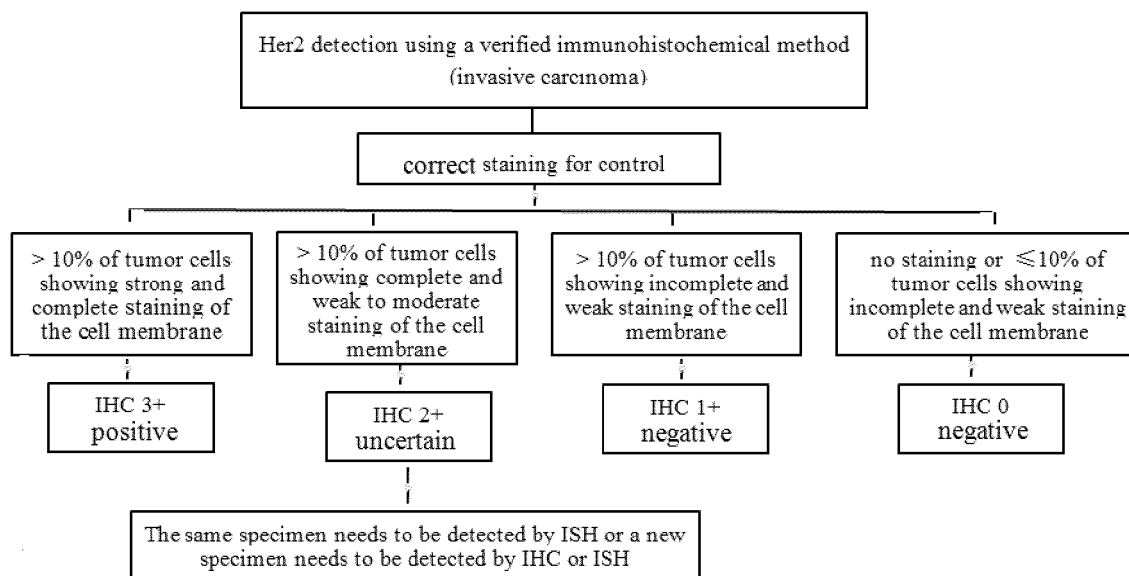 Her2 detection using a verified immunohistochemical method
(invasive carcinoma)
correct staining for control
> 10% of tumor cells
showing strong and
complete staining of
the cell membrane
> 10% of tumor cells
showing complete and
weak to moderate
staining of the cell
membrane
> 10% of tumor cells
showing incomplete and
weak staining of the cell
membrane
no staining or ≤10% of
tumor cells showing
incomplete and weak staining
of the cell membrane
IHC 3+
positive
IHC 2+
uncertain
IHC 1+
negative
IHC 0
negative
The same specimen needs to be detected by ISH or a new
specimen needs to be detected by IHC or ISH